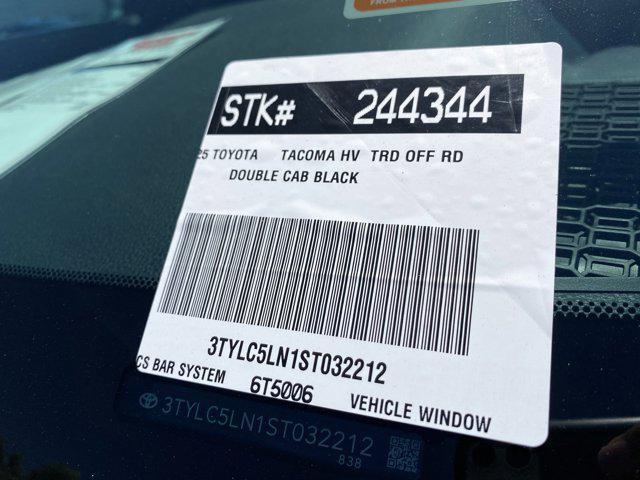 STK# 244344
25 TOYOTA TACOMA HV TRD OFF RD
DOUBLE CAB BLACK
3TYLC5LN1ST032212
CS BAR SYSTEM 6T5006 VEHICLE WINDOW
3TYLC5LN1ST032212
838